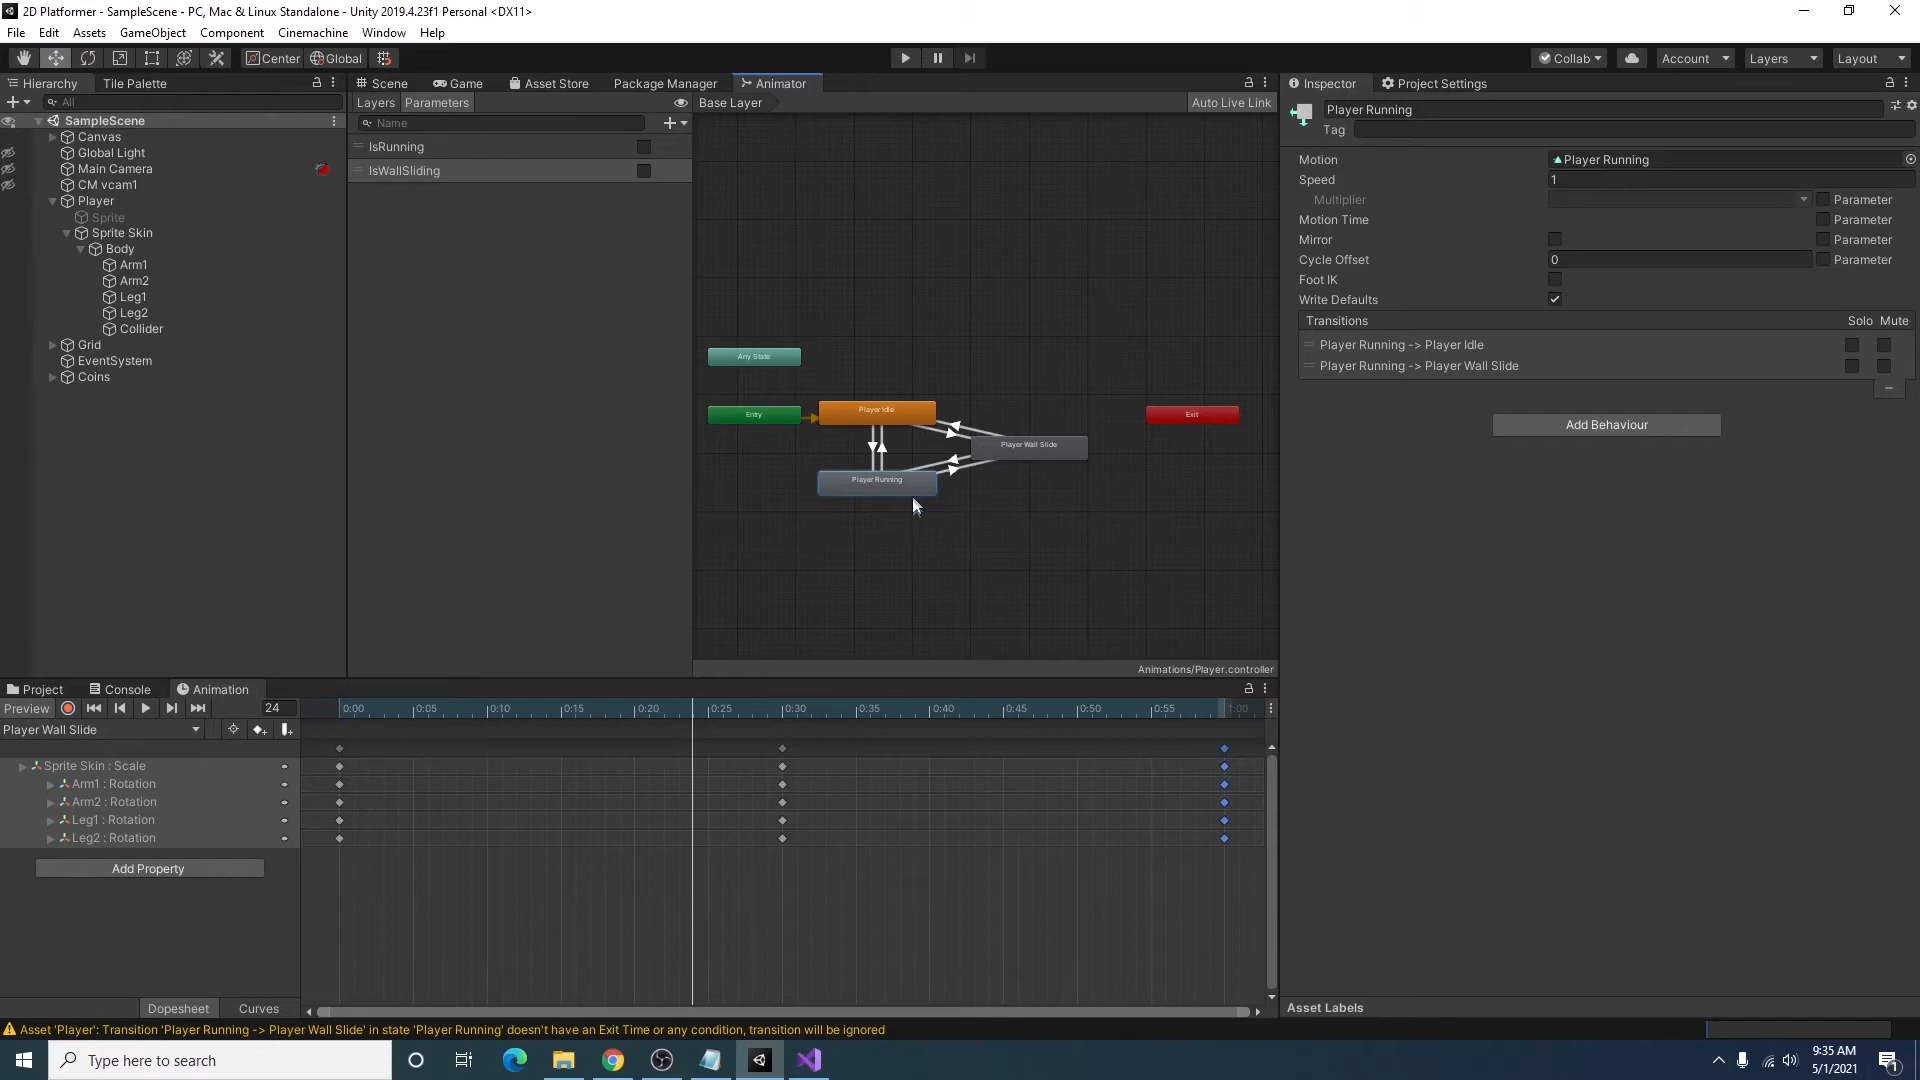 2D Platformer - SampleScene - PC, Mac & Linux Standalone - Unity 2019.4.23f1 Personal <DX11>
File Edit Assets GameObject Component Cinemachine Window Help
Center Global Collab Account Layers Layout
Hierarchy Tile Palette
All
SampleScene
Canvas
Global Light
Main Camera
CM vcam1
Player
Sprite
Sprite Skin
Body
Arm1
Arm2
Leg1
Leg2
Collider
Grid
EventSystem
Coins
Scene Game Asset Store Package Manager Animator
Layers Parameters
Name
IsRunning
IsWallSliding
Base Layer Auto Live Link
Any State
Entry
Player Idle
Player Wall Slide
Player Running
Exit
Animations/Player.controller
Inspector Project Settings
Player Running
Tag
Motion Player Running
Speed 1
Multiplier Parameter
Motion Time Parameter
Mirror Parameter
Cycle Offset 0 Parameter
Foot IK
Write Defaults
Transitions Solo Mute
Player Running -> Player Idle
Player Running -> Player Wall Slide
Add Behaviour
Asset Labels
Project Console Animation
Preview 24
0:00 0:05 0:10 0:15 0:20 0:25 0:30 0:35 0:40 0:45 0:50 0:55 1:00
Player Wall Slide
Sprite Skin : Scale
Arm1 : Rotation
Arm2 : Rotation
Leg1 : Rotation
Leg2 : Rotation
Add Property
Dopesheet Curves
Asset 'Player': Transition 'Player Running -> Player Wall Slide' in state 'Player Running' doesn't have an Exit Time or any condition, transition will be ignored
Type here to search
9:35 AM
5/1/2021
1